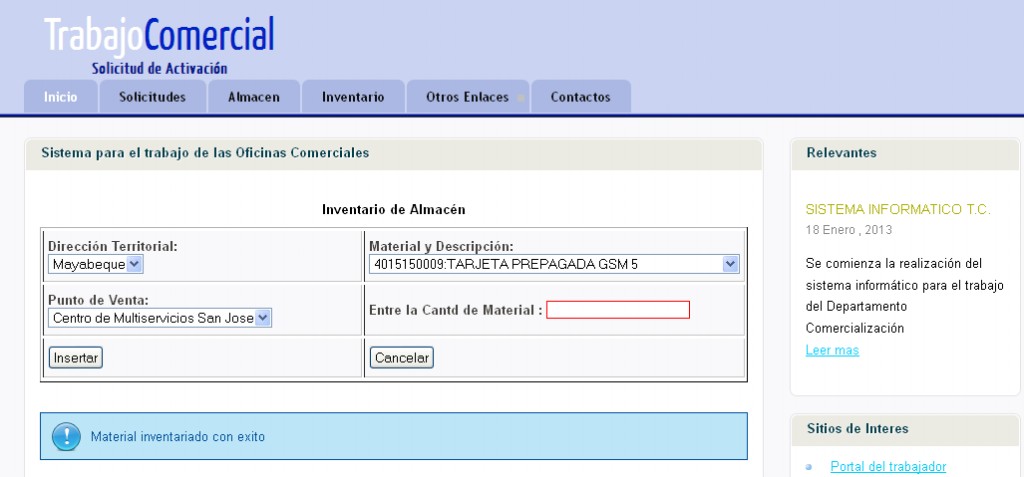 TrabajoComercial
Solicitud de Activación
Inicio Solicitudes Almacen Inventario Otros Enlaces Contactos
Sistema para el trabajo de las Oficinas Comerciales
Inventario de Almacén
Dirección Territorial:
Mayabeque
Material y Descripción:
4015150009:TARJETA PREPAGADA GSM 5
Punto de Venta:
Centro de Multiservicios San Jose
Entre la Cantd de Material :
Insertar
Cancelar
Material inventariado con exito
Relevantes
SISTEMA INFORMATICO T.C.
18 Enero , 2013
Se comienza la realización del
sistema informático para el trabajo
del Departamento
Comercialización
Leer mas
Sitios de Interes
Portal del trabajador